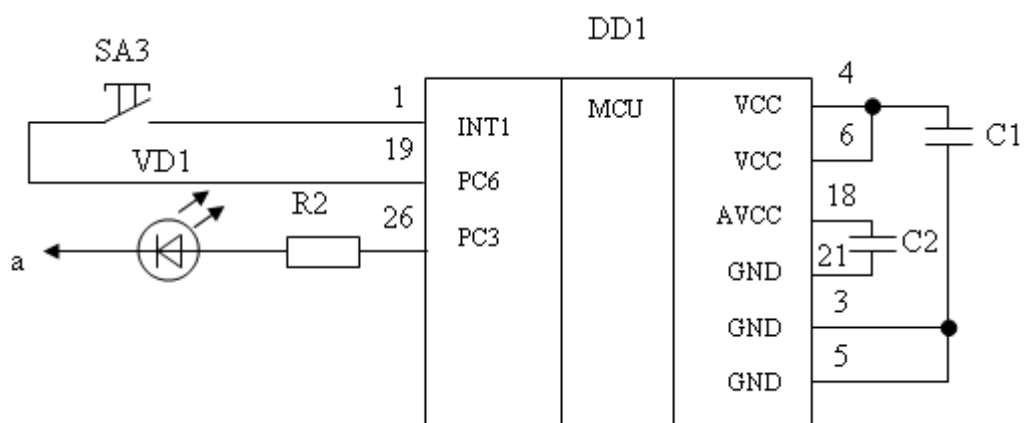 DD1
SA3
1
INT1
MCU
VCC
4
19
VD1
PC6
VCC
6
C1
R2
26
PC3
AVCC
18
C2
a
GND
21
GND
3
GND
5